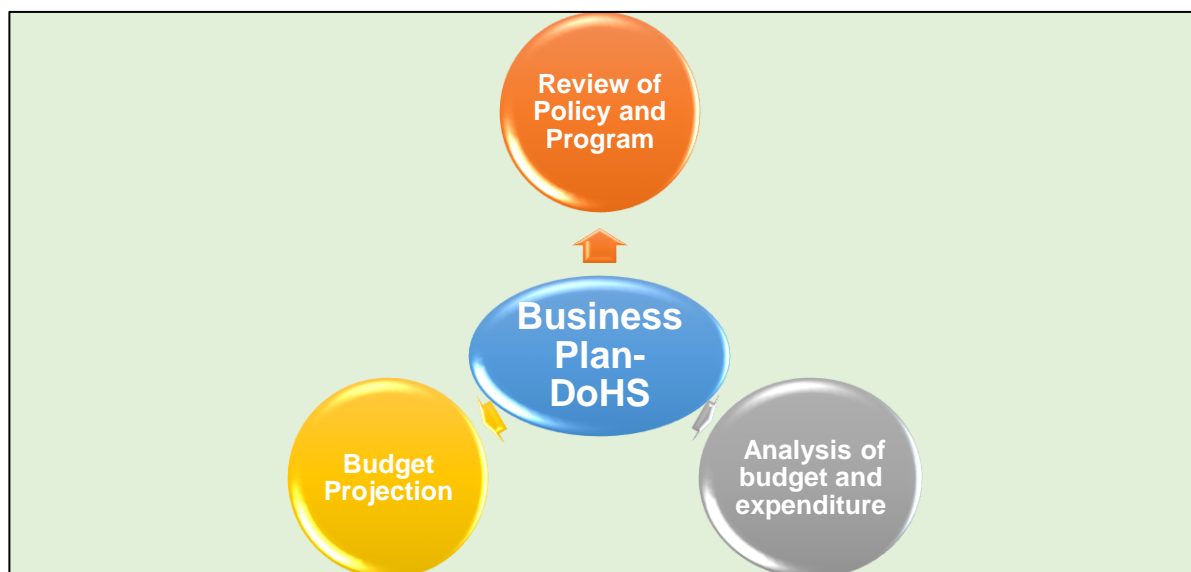 Review of
Policy and
Program
Business
Plan-
DoHS
Budget
Projection
Analysis of
budget and
expenditure